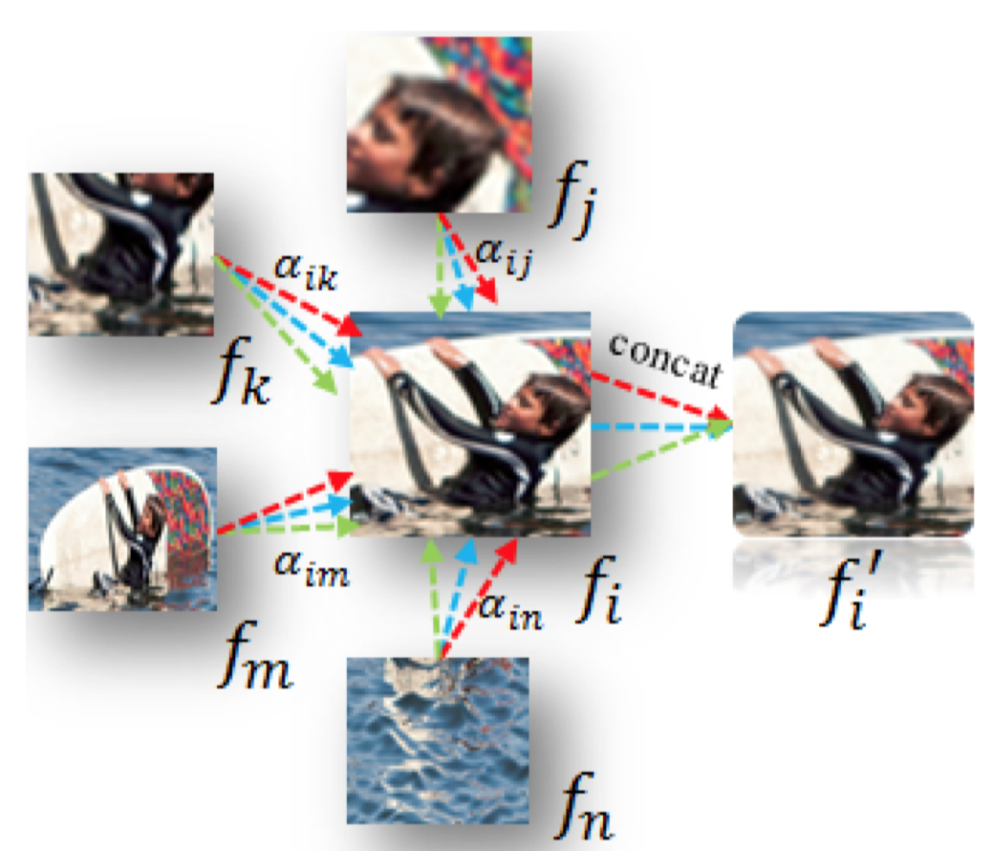 f_j
α_ij
α_ik
f_k
concat
α_im
f_m
α_in
f_i
f_i′
f_n